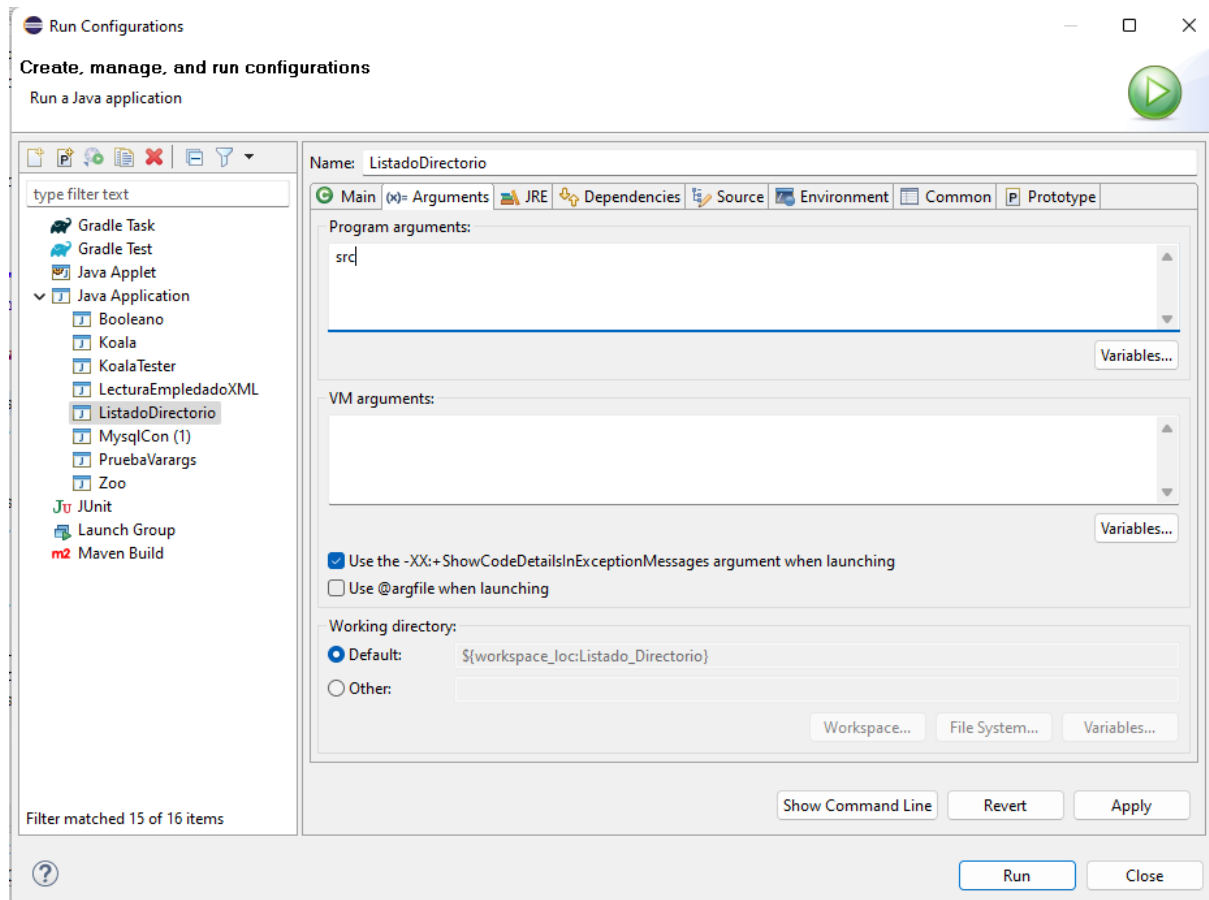 Run Configurations
Create, manage, and run configurations
Run a Java application
type filter text
Gradle Task
Gradle Test
Java Applet
Java Application
Booleano
Koala
KoalaTester
LecturaEmpledadoXML
ListadoDirectorio
MysqlCon (1)
PruebaVarargs
Zoo
JUnit
Launch Group
Maven Build
Filter matched 15 of 16 items
Name: ListadoDirectorio
Main (x)= Arguments JRE Dependencies Source Environment Common Prototype
Program arguments:
src
Variables...
VM arguments:
Variables...
Use the -XX:+ShowCodeDetailsInExceptionMessages argument when launching
Use @argfile when launching
Working directory:
Default: ${workspace_loc:Listado_Directorio}
Other:
Workspace... File System... Variables...
Show Command Line Revert Apply
Run Close